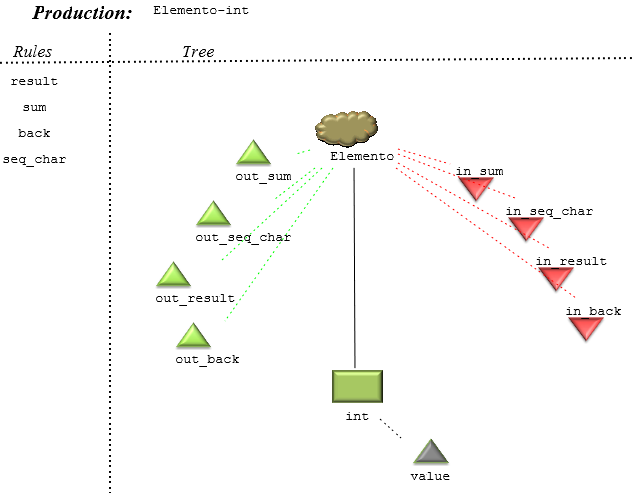 Production: Elemento-int
Rules Tree
result
sum
back
seq_char
Elemento
out_sum
in_sum
out_seq_char
in_seq_char
out_result
in_result
out_back
in_back
int
value